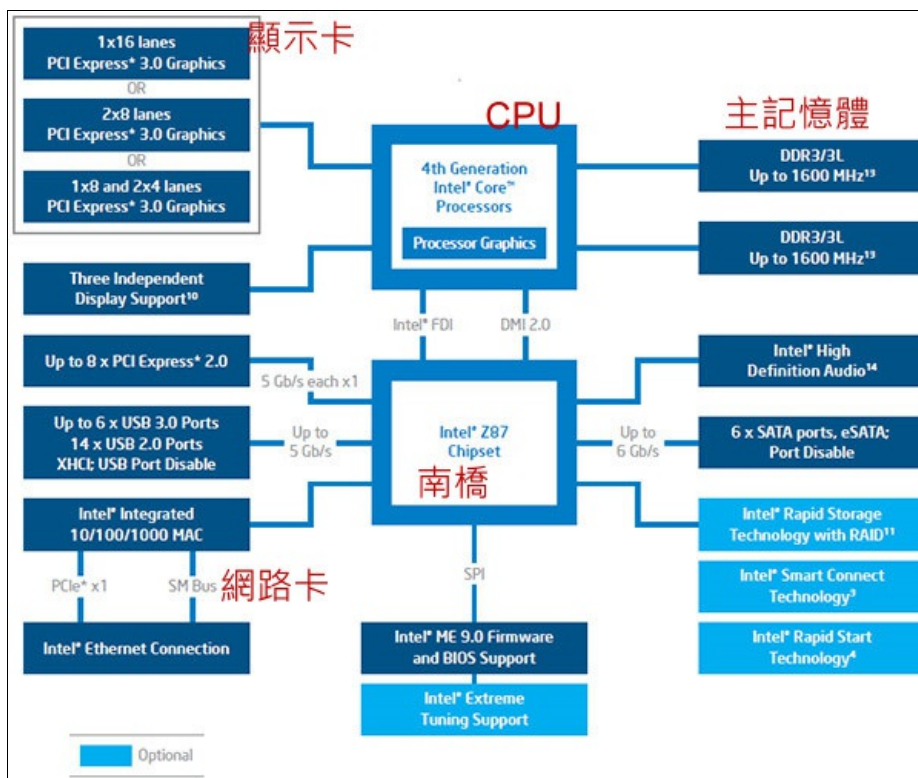 顯示卡
1x16 lanes
PCI Express* 3.0 Graphics
OR
2x8 lanes
PCI Express* 3.0 Graphics
OR
1x8 and 2x4 lanes
PCI Express* 3.0 Graphics
CPU
4th Generation
Intel® Core™
Processors
Processor Graphics
主記憶體
DDR3/3L
Up to 1600 MHz¹³
DDR3/3L
Up to 1600 MHz¹³
Three Independent
Display Support¹⁰
Intel® FDI
DMI 2.0
Up to 8 x PCI Express* 2.0
5 Gb/s each x1
Intel® High
Definition Audio¹⁴
Up to 6 x USB 3.0 Ports
14 x USB 2.0 Ports
XHCI; USB Port Disable
Up to
5 Gb/s
Intel® Z87
Chipset
南橋
Up to
6 Gb/s
6 x SATA ports, eSATA;
Port Disable
Intel® Integrated
10/100/1000 MAC
Intel® Rapid Storage
Technology with RAID¹¹
PCIe* x1
SM Bus
網路卡
SPI
Intel® Smart Connect
Technology³
Intel® Ethernet Connection
Intel® ME 9.0 Firmware
and BIOS Support
Intel® Rapid Start
Technology⁴
Intel® Extreme
Tuning Support
Optional